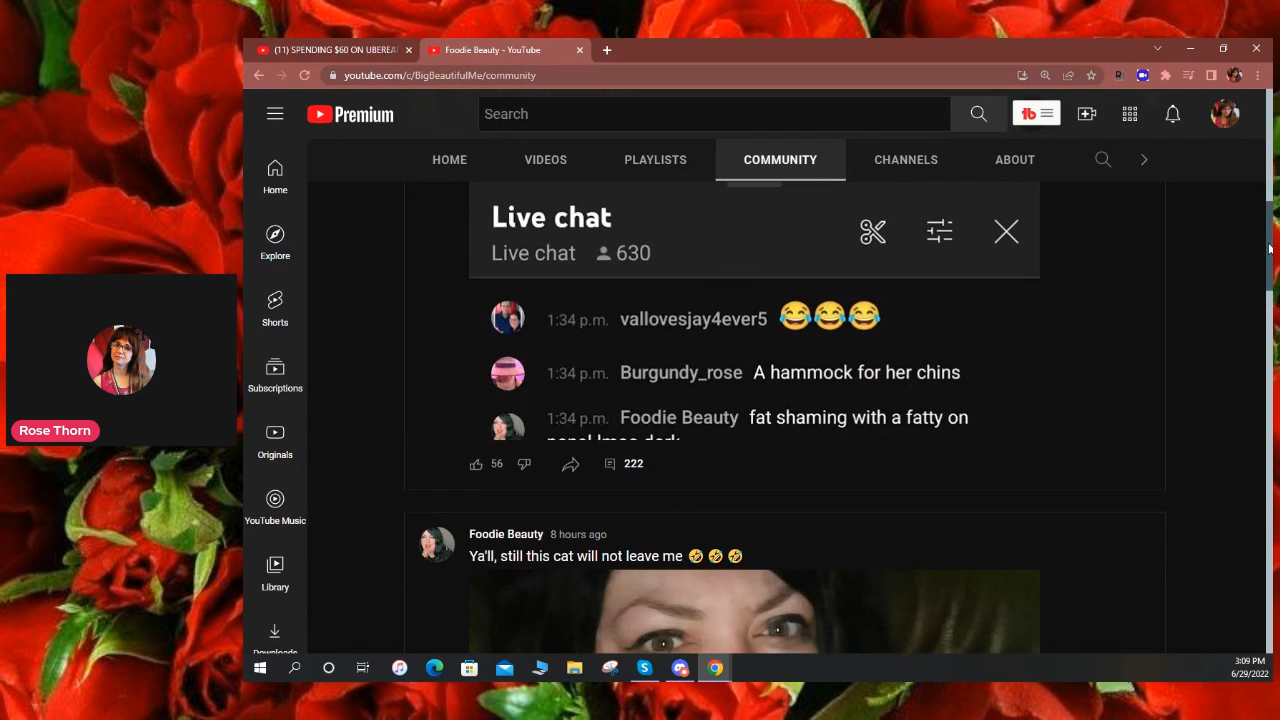 (11) SPENDING $60 ON UBEREA
Foodie Beauty - YouTube
youtube.com/c/BigBeautifulMe/community
Premium
Search
tb
HOME
VIDEOS
PLAYLISTS
COMMUNITY
CHANNELS
ABOUT
Home
Explore
Shorts
Subscriptions
Originals
YouTube Music
Library
Downloads
Live chat
Live chat 630
1:34 p.m. vallovesjay4ever5 😂😂😂
1:34 p.m. Burgundy_rose A hammock for her chins
1:34 p.m. Foodie Beauty fat shaming with a fatty on
56 222
Foodie Beauty 8 hours ago
Ya'll, still this cat will not leave me 🤣🤣🤣
Rose Thorn
3:09 PM
6/29/2022